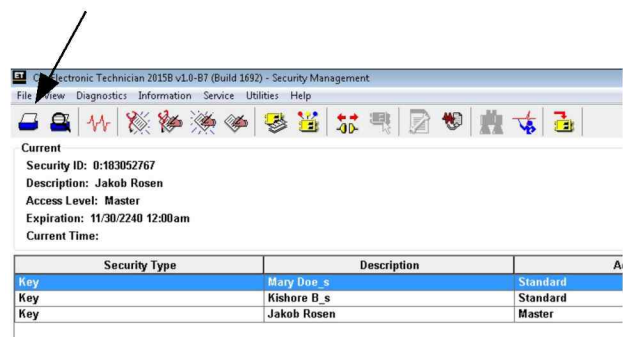 ET Electronic Technician 2015B v1.0-B7 (Build 1692) - Security Management
File View Diagnostics Information Service Utilities Help
Current
Security ID: 0:183052767
Description: Jakob Rosen
Access Level: Master
Expiration: 11/30/2240 12:00am
Current Time:
Security Type Description
Key Mary Doe_s Standard
Key Kishore B_s Standard
Key Jakob Rosen Master